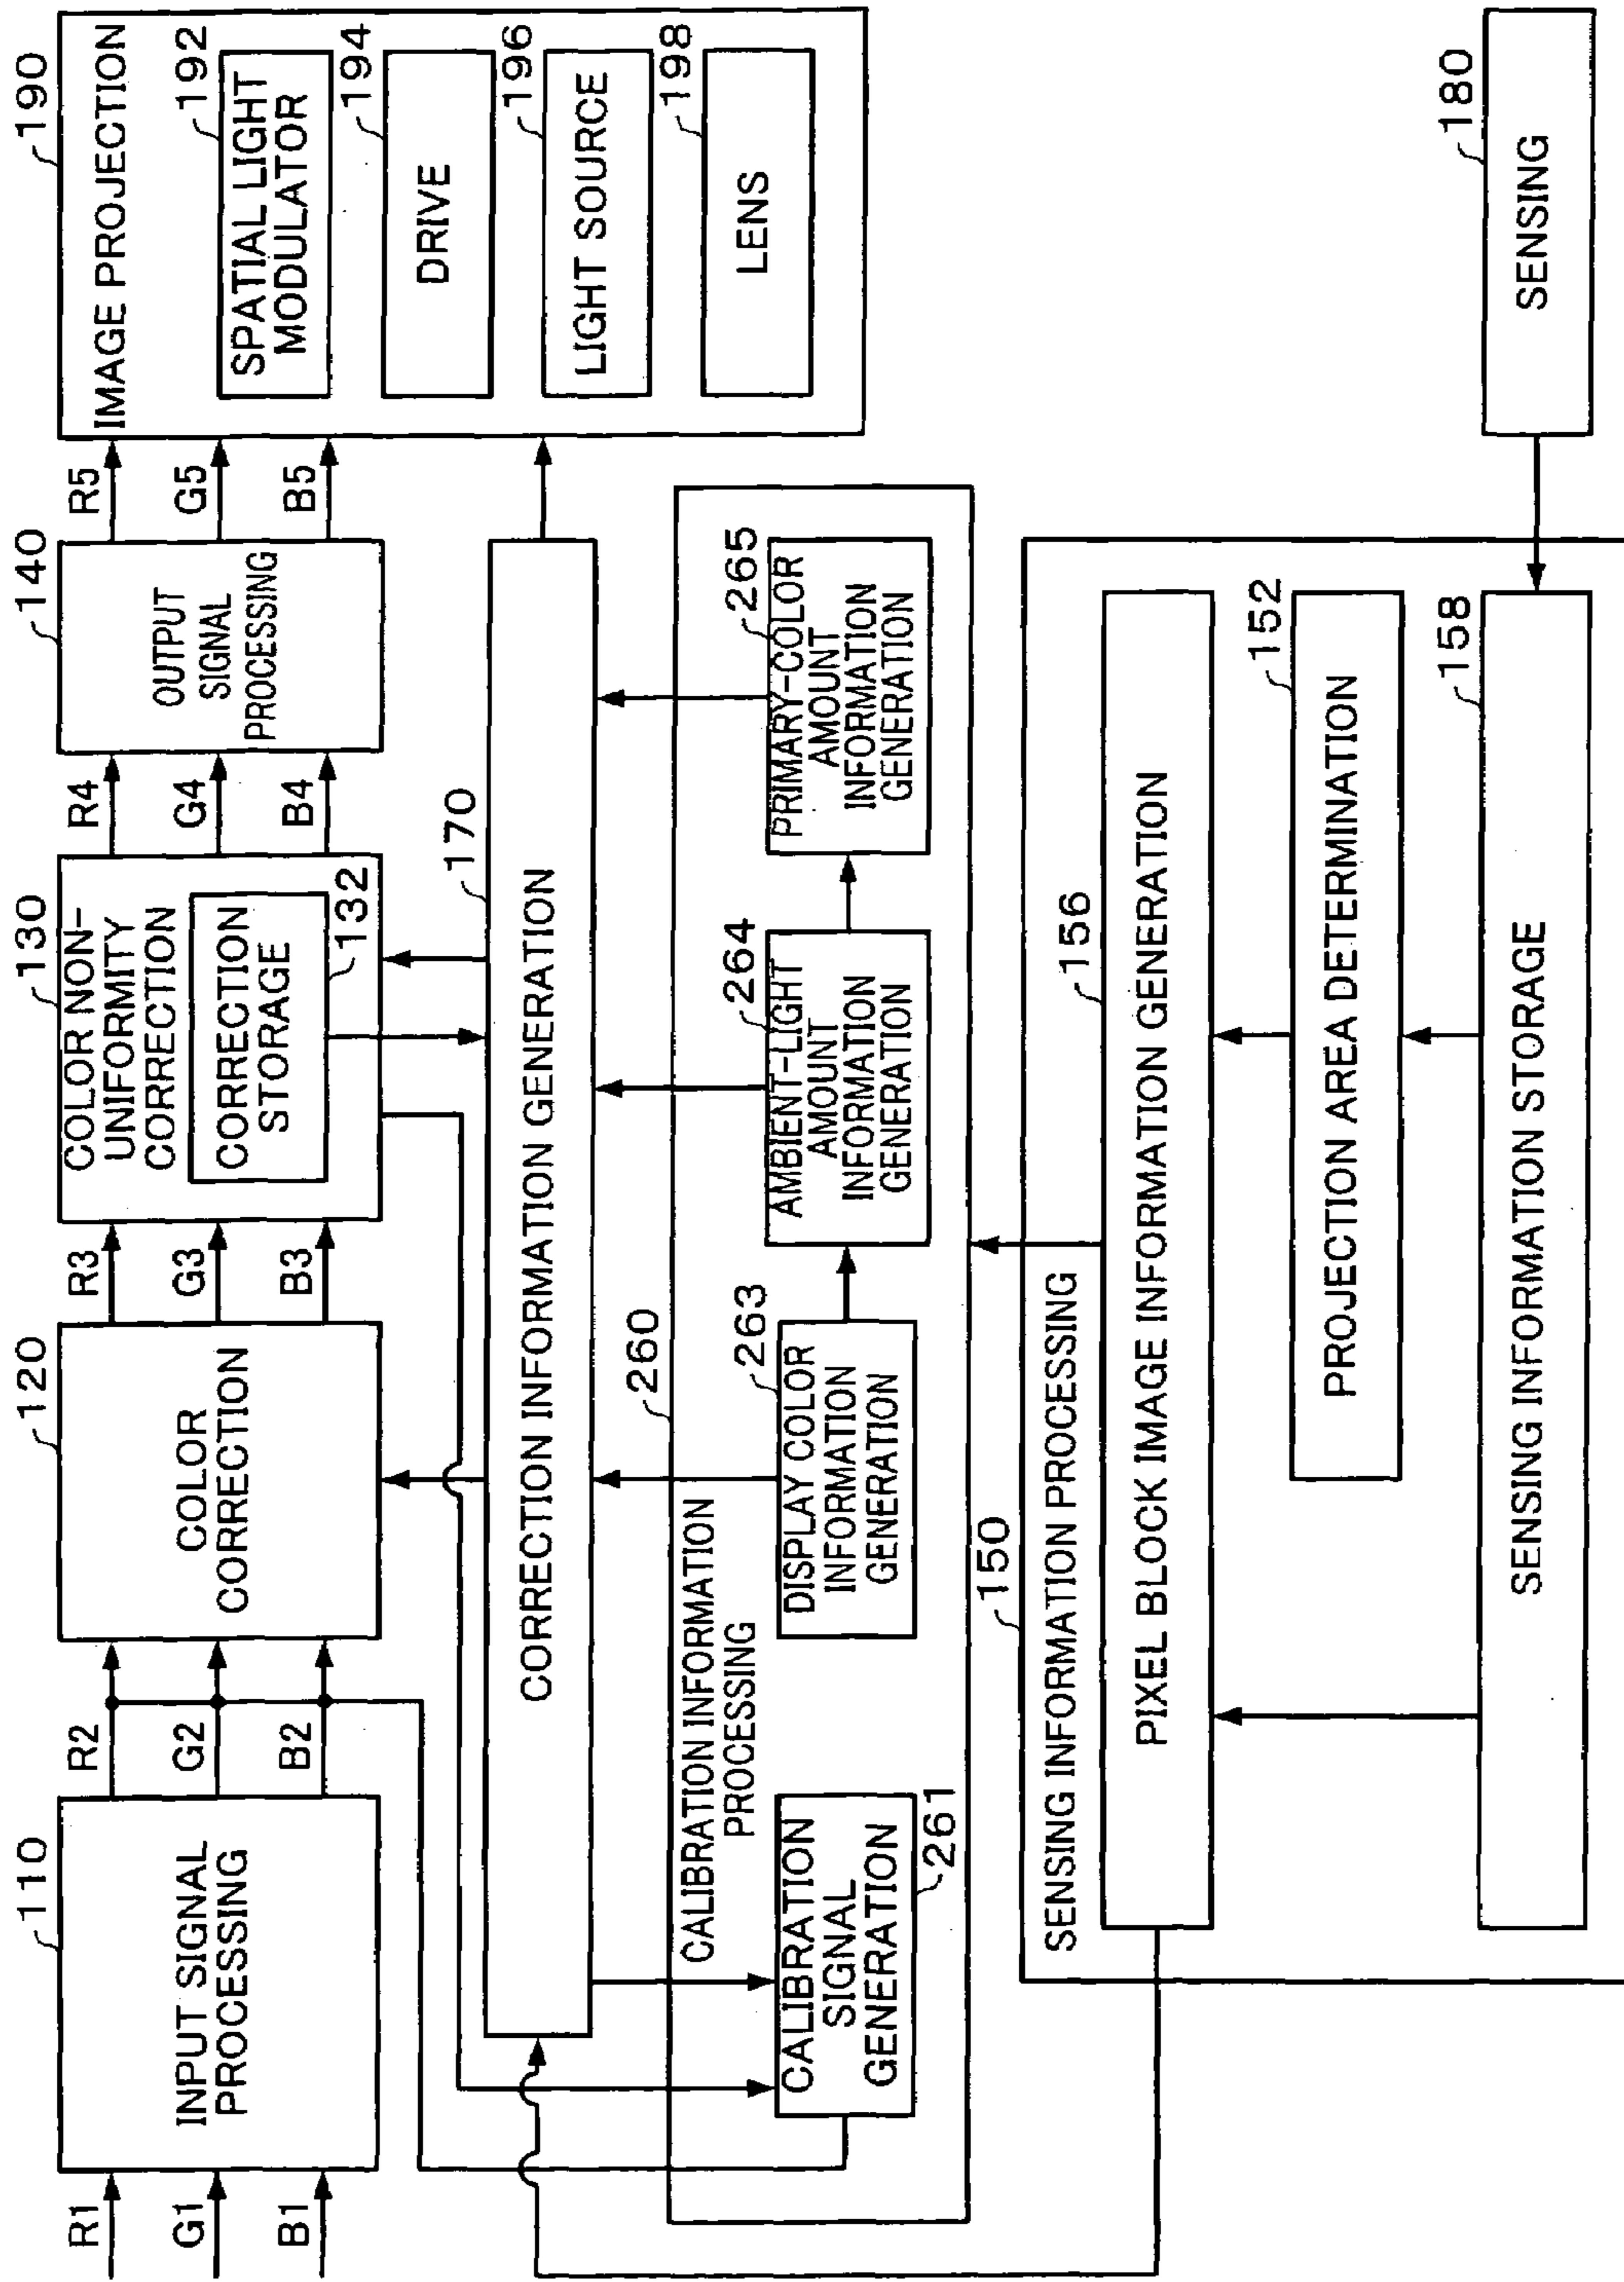 R1
G1
B1
110
INPUT SIGNAL
PROCESSING
R2
G2
B2
120
COLOR
CORRECTION
R3
G3
B3
130
COLOR NON-
UNIFORMITY
CORRECTION
CORRECTION
STORAGE
132
R4
G4
B4
140
OUTPUT
SIGNAL
PROCESSING
R5
G5
B5
190
IMAGE PROJECTION
192
SPATIAL LIGHT
MODULATOR
194
DRIVE
196
LIGHT SOURCE
198
LENS
170
CORRECTION INFORMATION GENERATION
260
CALIBRATION INFORMATION
PROCESSING
CALIBRATION
SIGNAL
GENERATION
261
263
DISPLAY COLOR
INFORMATION
GENERATION
264
AMBIENT-LIGHT
AMOUNT
INFORMATION
GENERATION
265
PRIMARY-COLOR
AMOUNT
INFORMATION
GENERATION
150
SENSING INFORMATION PROCESSING
156
PIXEL BLOCK IMAGE INFORMATION GENERATION
152
PROJECTION AREA DETERMINATION
158
SENSING INFORMATION STORAGE
180
SENSING